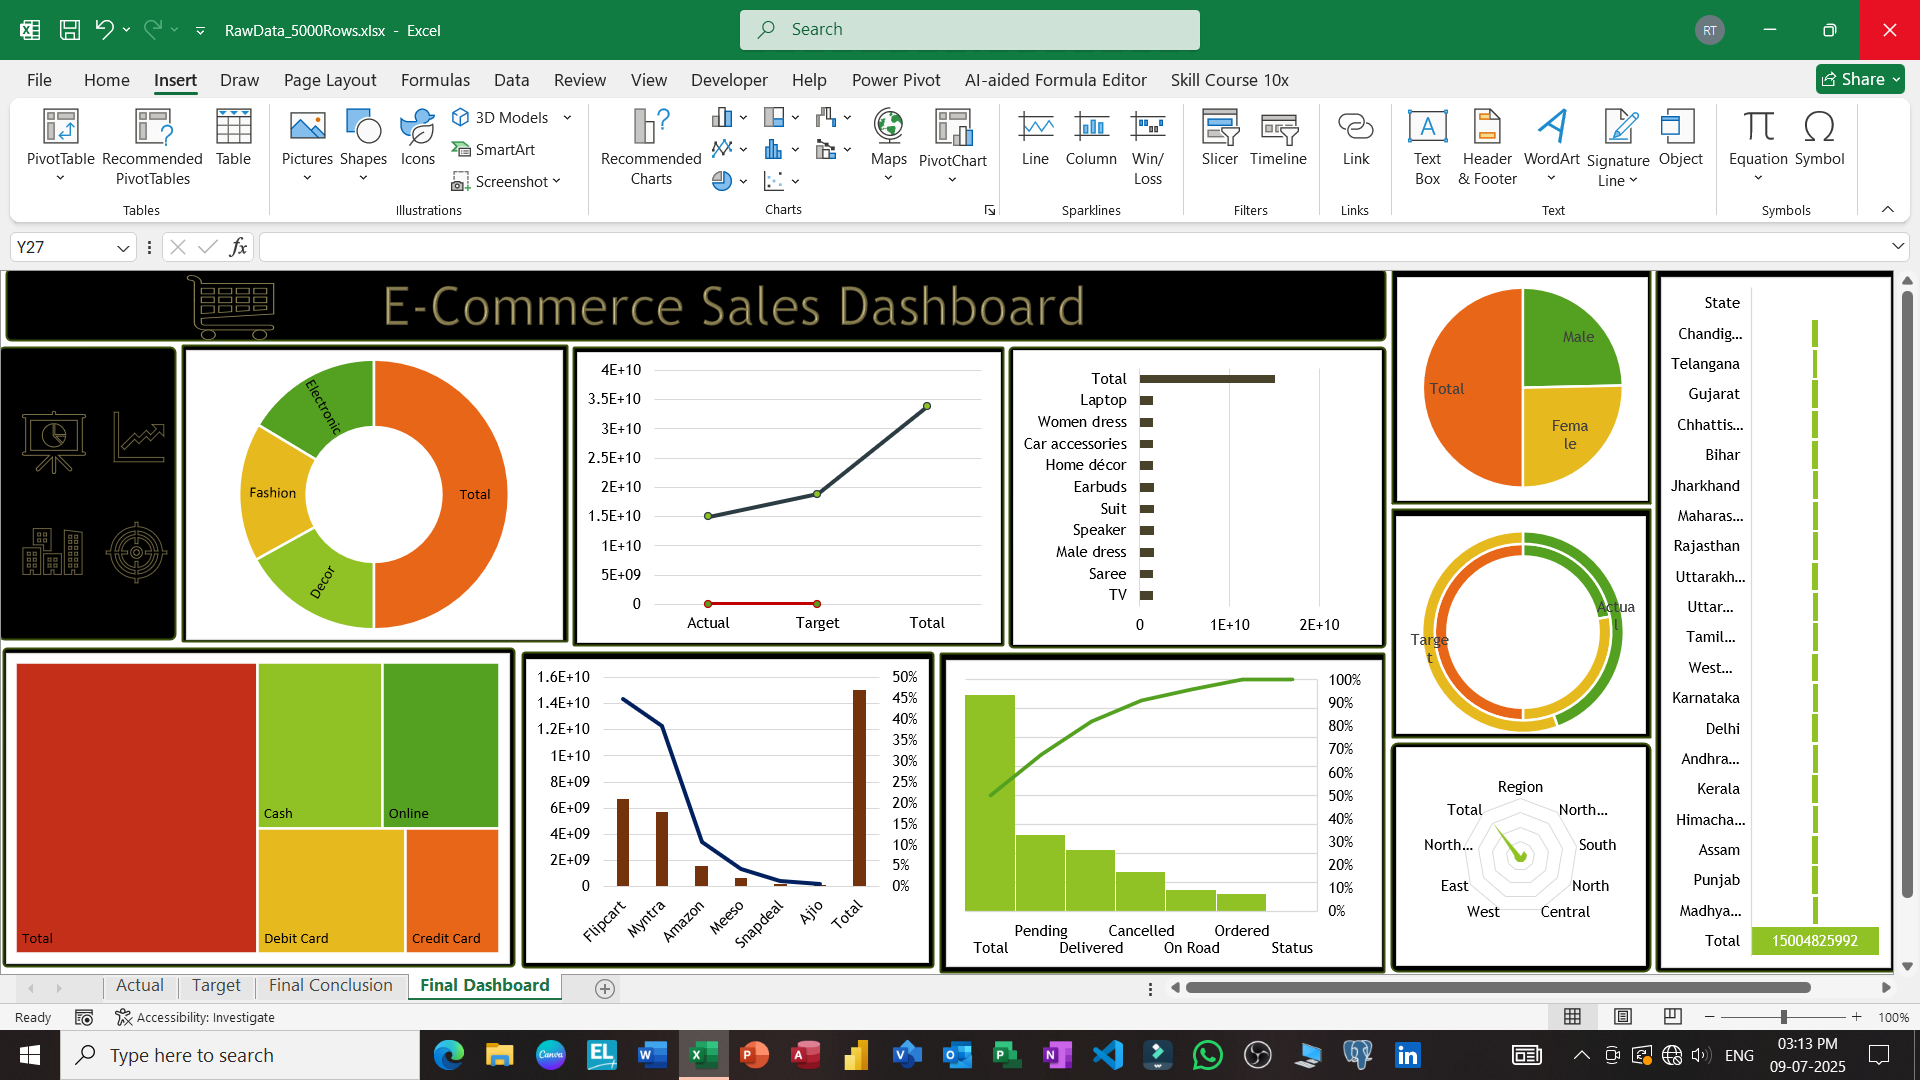 RawData_5000Rows.xlsx - Excel
Search
RT
File Home Insert Draw Page Layout Formulas Data Review View Developer Help Power Pivot AI-aided Formula Editor Skill Course 10x
Share
PivotTable
Recommended
PivotTables
Table
Tables
Pictures
Shapes
Icons
3D Models
SmartArt
Screenshot
Illustrations
Recommended
Charts
Maps
PivotChart
Charts
Line
Column
Win/
Loss
Sparklines
Slicer
Timeline
Filters
Link
Links
Text
Box
Header
& Footer
WordArt
Signature
Line
Object
Text
Equation
Symbol
Symbols
Y27
fx
E-Commerce Sales Dashboard
Electronic
Fashion
Decor
Total
4E+10
3.5E+10
3E+10
2.5E+10
2E+10
1.5E+10
1E+10
5E+09
0
Actual Target Total
Total
Laptop
Women dress
Car accessories
Home décor
Earbuds
Suit
Speaker
Male dress
Saree
TV
0 1E+10 2E+10
Male
Total
Fema
le
Actua
l
Targe
t
Region
Total
North...
North...
South
East
North
West
Central
State
Chandig...
Telangana
Gujarat
Chhattis...
Bihar
Jharkhand
Maharas...
Rajasthan
Uttarakh...
Uttar...
Tamil...
West...
Karnataka
Delhi
Andhra...
Kerala
Himacha...
Assam
Punjab
Madhya...
Total 15004825992
Total
Cash
Online
Debit Card
Credit Card
1.6E+10
1.4E+10
1.2E+10
1E+10
8E+09
6E+09
4E+09
2E+09
0
50%
45%
40%
35%
30%
25%
20%
15%
10%
5%
0%
Flipcart Myntra Amazon Meeso Snapdeal Ajio Total
100%
90%
80%
70%
60%
50%
40%
30%
20%
10%
0%
Pending Cancelled Ordered
Total Delivered On Road Status
Actual Target Final Conclusion Final Dashboard
Ready
Accessibility: Investigate
100%
Type here to search
ENG
03:13 PM
09-07-2025